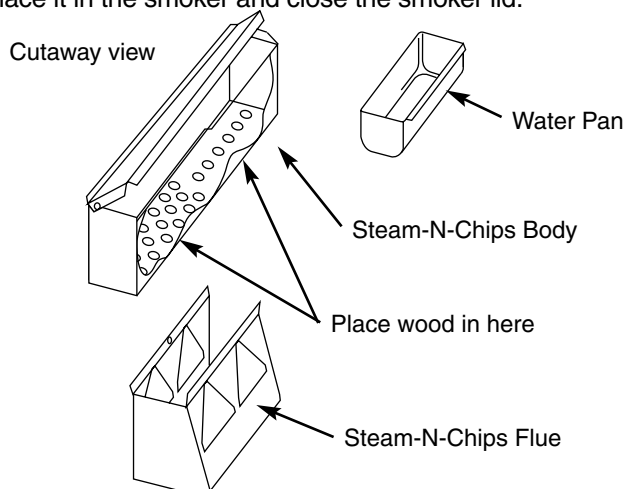 lace it in the smoker and close the smoker lid.
Cutaway view
Water Pan
Steam-N-Chips Body
Place wood in here
Steam-N-Chips Flue